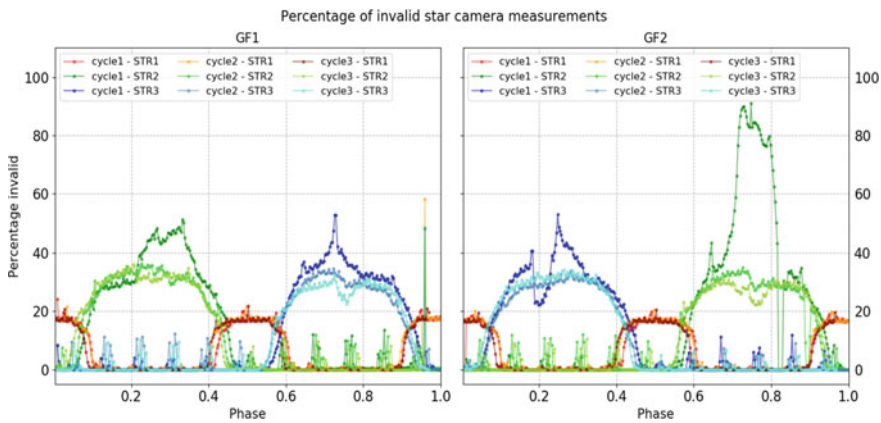 Percentage of invalid star camera measurements
GF1
GF2
cycle1 - STR1 cycle2 - STR1 cycle3 - STR1
cycle1 - STR2 cycle2 - STR2 cycle3 - STR2
cycle1 - STR3 cycle2 - STR3 cycle3 - STR3
cycle1 - STR1 cycle2 - STR1 cycle3 - STR1
cycle1 - STR2 cycle2 - STR2 cycle3 - STR2
cycle1 - STR3 cycle2 - STR3 cycle3 - STR3
100
80
60
40
20
0
Percentage invalid
100
80
60
40
20
0
0.2 0.4 0.6 0.8 1.0
0.2 0.4 0.6 0.8 1.0
Phase
Phase